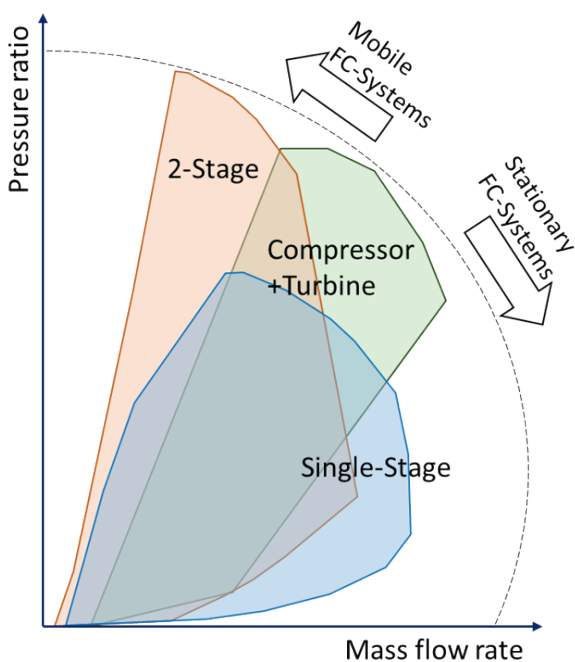 Pressure ratio
Mobile
FC-Systems
Stationary
FC-Systems
2-Stage
Compressor
+Turbine
Single-Stage
Mass flow rate